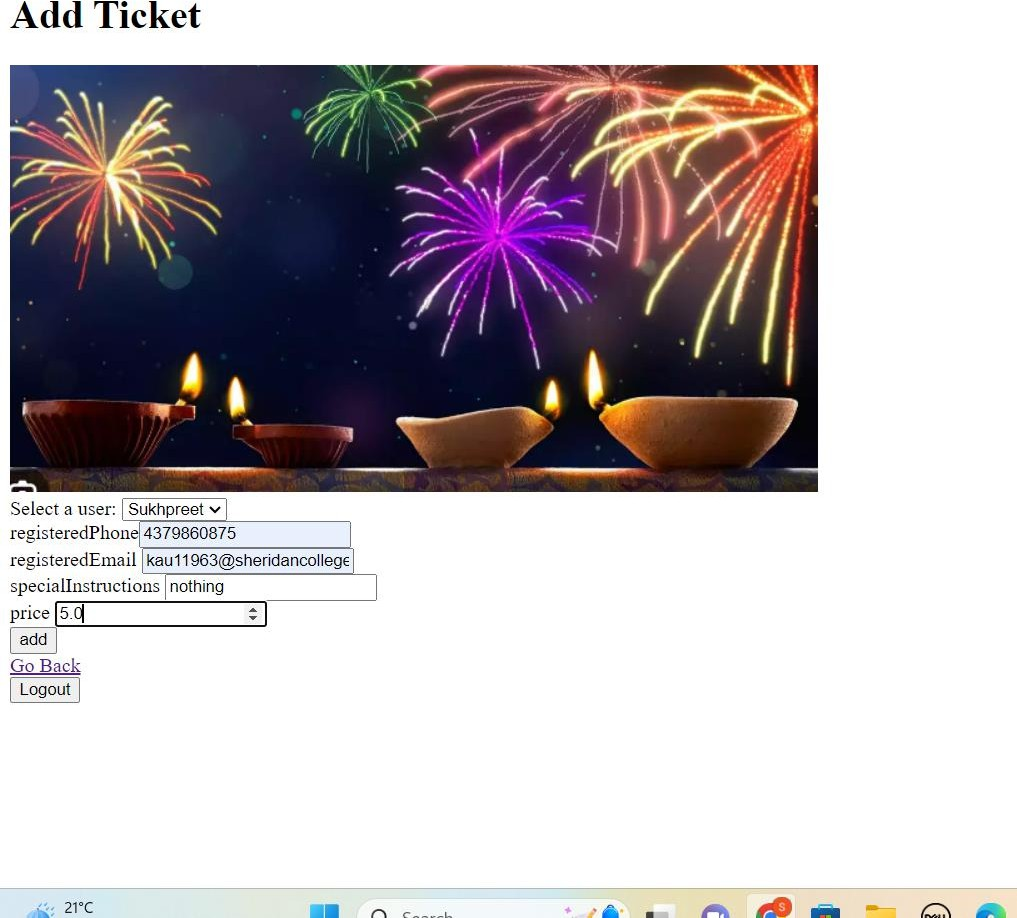 Add Ticket
Select a user: Sukhpreet
registeredPhone 4379860875
registeredEmail kau11963@sheridancollege
specialInstructions nothing
price 5.0
add
Go Back
Logout
21°C
Search
S
DELL